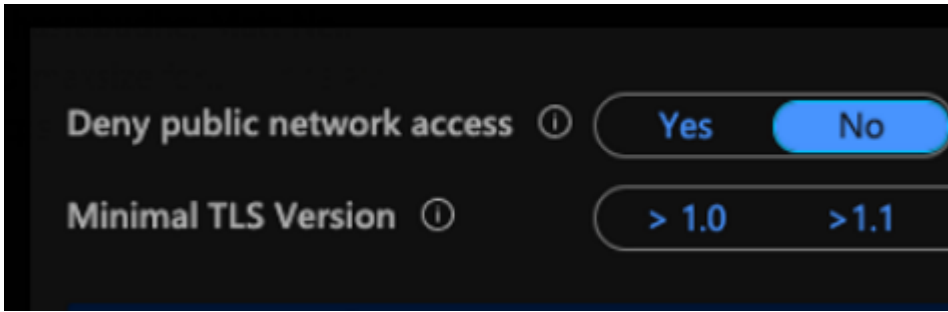 Deny public network access Yes No
Minimal TLS Version > 1.0 >1.1